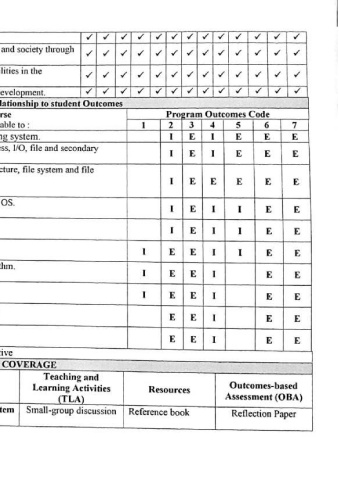 ✓ ✓ ✓ ✓ ✓ ✓ ✓ ✓ ✓ ✓ ✓ ✓
and society through ✓ ✓ ✓ ✓ ✓ ✓ ✓ ✓ ✓ ✓ ✓ ✓
lities in the ✓ ✓ ✓ ✓ ✓ ✓ ✓ ✓ ✓ ✓ ✓ ✓
evelopment. ✓ ✓ ✓ ✓ ✓ ✓ ✓ ✓ ✓ ✓ ✓ ✓
lationship to student Outcomes
rse Program Outcomes Code
able to : 1 2 3 4 5 6 7
ng system. I E I E E E
ess, I/O, file and secondary I E I E E E
cture, file system and file I E E E E E
OS. I E I I E E
I E I I E E
I E E I I E E
thm. I E E I E E
I E E I E E
E E I E E
E E I E E
tive
COVERAGE
Teaching and
Learning Activities
(TLA)
Resources
Outcomes-based
Assessment (OBA)
tem Small-group discussion Reference book Reflection Paper